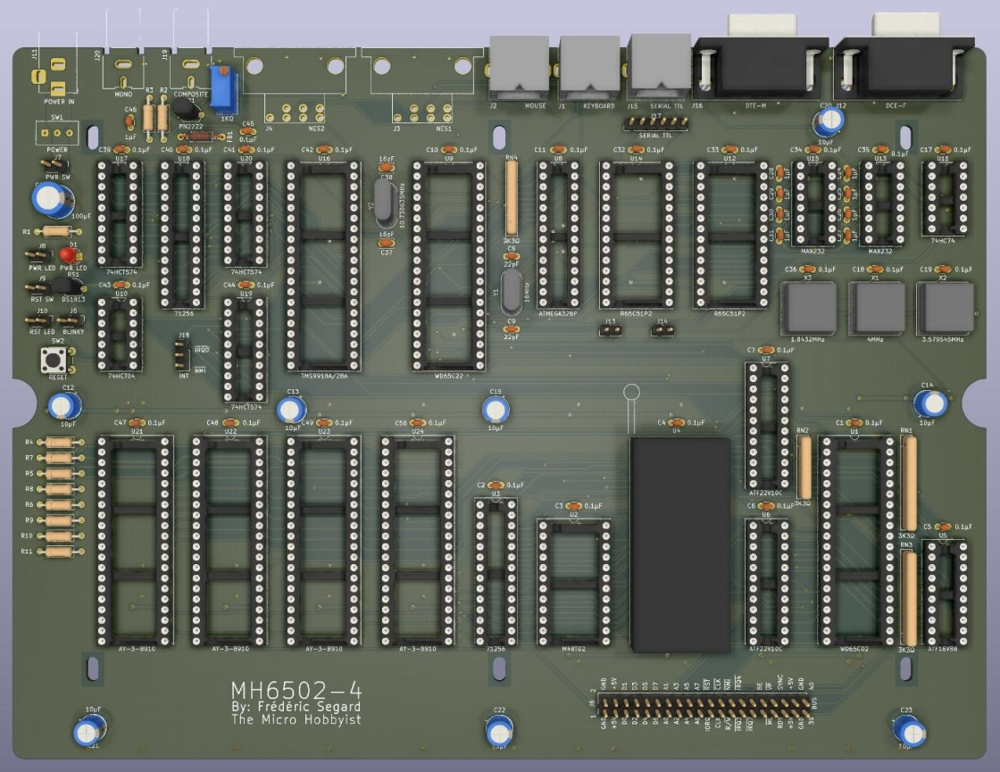 J11
J20
J19
POWER IN
MONO
COMPOSITE
R3 R2
C46
1µF
PN2222
1KΩ
FB1
C45
0.1µF
J4 NES2
J3 NES1
J2 MOUSE
J1 KEYBOARD
J15 SERIAL TTL
J17
SERIAL TTL
J16
DTE-M
C20
10µF
J12
DCE-F
SW1
POWER
J7
PWR SW
100µF
R1
J8
PWR LED
D1
PWR LED
RS1
DS1813
J9
RST SW
J10
RST LED
J5
BLINKY
SW2
RESET
C39 0.1µF
U17
74HCT574
C40 0.1µF
U18
71256
C41 0.1µF
U20
74HCT574
C42 0.1µF
U16
TMS9918A/28A
16pF
C38
Y2
10.738635MHz
16pF
C37
C10 0.1µF
U9
WD65C22
RN4
3K3Ω
C8
22pF
Y1
16MHz
C9
22pF
C11 0.1µF
U8
ATMEGA328P
C32 0.1µF
U14
R65C51P2
C33 0.1µF
U12
R65C51P2
J13
J14
C28 1µF
C29 1µF
C30 1µF
C31 1µF
C34 0.1µF
U15
MAX232
1µF
1µF
1µF
1µF
C35 0.1µF
U13
MAX232
C17 0.1µF
U11
74HC74
C36 0.1µF
X3
1.8432MHz
C18 0.1µF
X1
4MHz
C19 0.1µF
X2
3.579545MHz
C43 0.1µF
U10
74HCT04
J18
IRQ0
NMI
INT
C44 0.1µF
U19
74HCT574
C12
10µF
C13
10µF
C15
10µF
C14
10µF
C7 0.1µF
U7
ATF22V10C
R4
R7
R5
R8
R6
R9
R10
R11
C47 0.1µF
U21
AY-3-8910
C48 0.1µF
U22
AY-3-8910
C49 0.1µF
U23
AY-3-8910
C50 0.1µF
U24
AY-3-8910
C2 0.1µF
U3
71256
C3 0.1µF
U2
M48T02
C4 0.1µF
U4
RN2
3K3Ω
C6 0.1µF
U6
ATF22V10C
C1 0.1µF
U1
WD65C02
RN1
3K3Ω
RN3
3K3Ω
C5 0.1µF
U5
ATF16V8B
10µF
C21
MH6502-4
By: Frédéric Segard
The Micro Hobbyist
C22
C23
10µF
2 GND +5V D1 D3 D5 D7 A1 A3 A5 A7 RST CLK IRQ4 BE VP SYNC +5V GND 40
J6 BUS
1 GND +5V D0 D2 D4 D6 A0 A2 A4 A6 CLK R/W IRQ3 ML RDY +5V GND 39